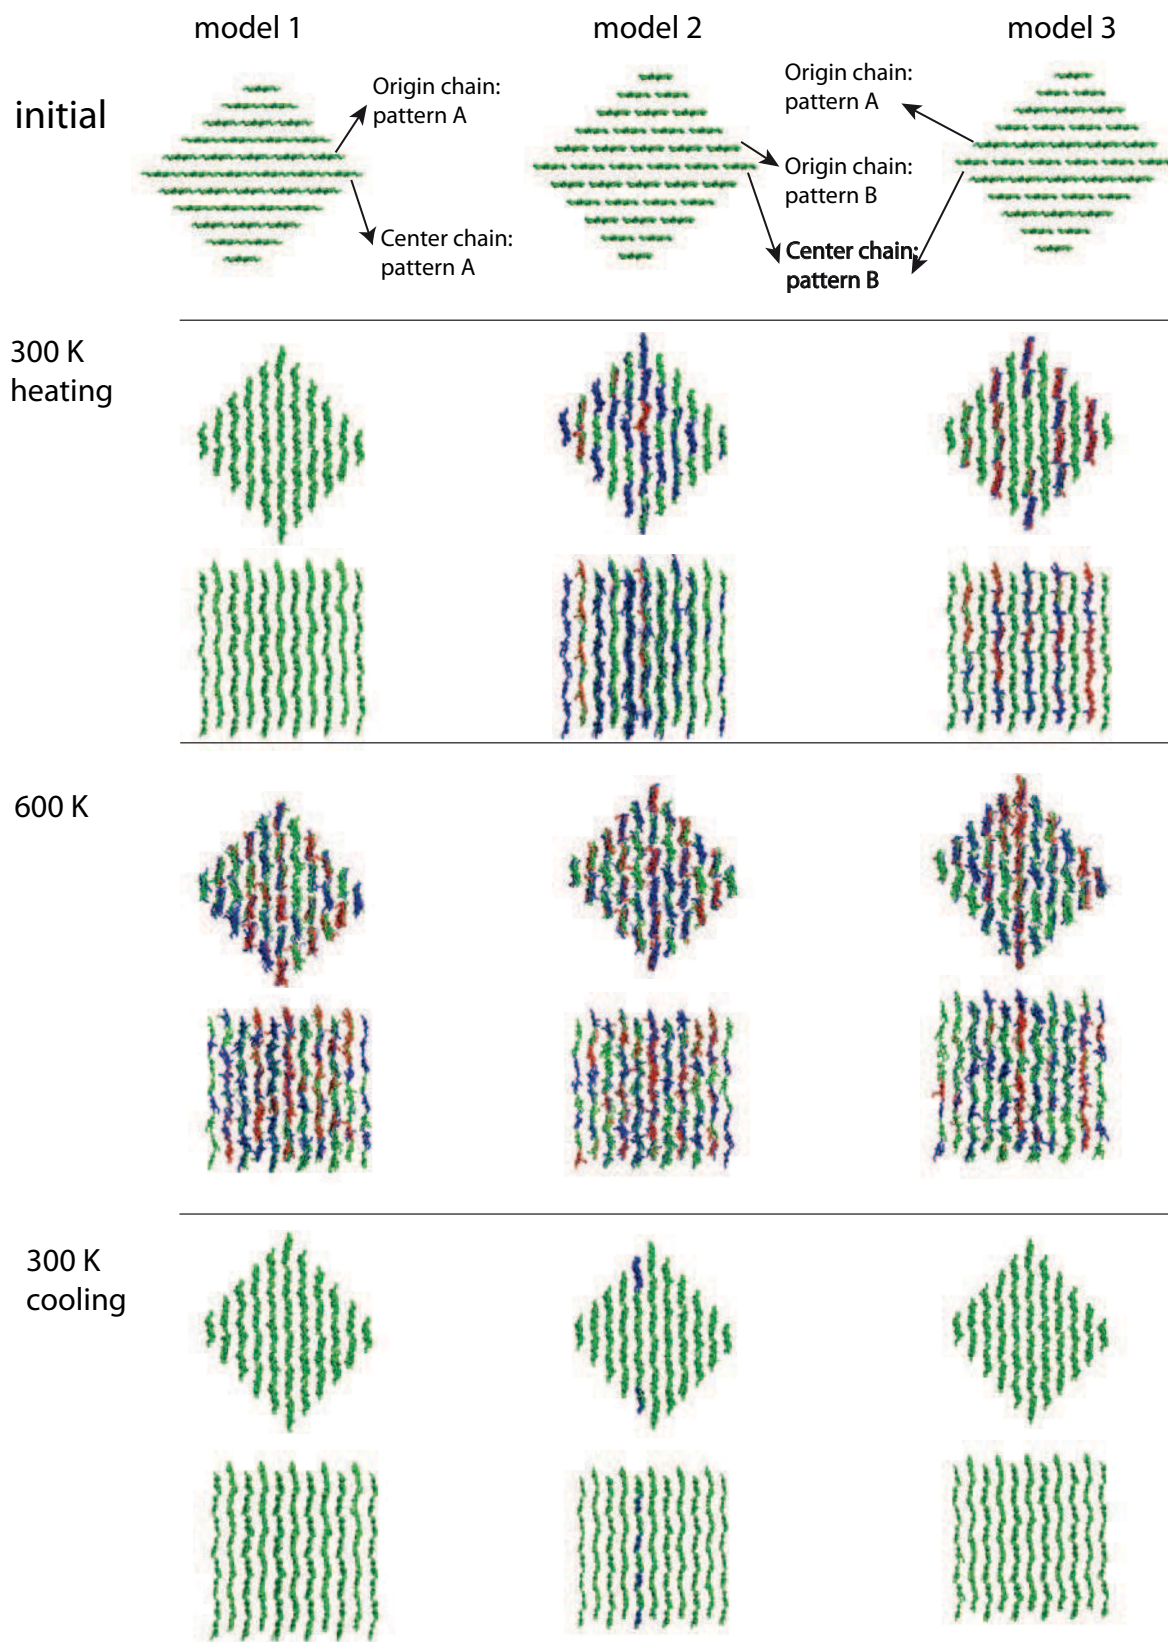 model 1
model 2
model 3
initial
Origin chain:
pattern A
Center chain:
pattern A
Origin chain:
pattern B
Origin chain:
pattern A
Center chain:
pattern B
300 K
heating
600 K
300 K
cooling